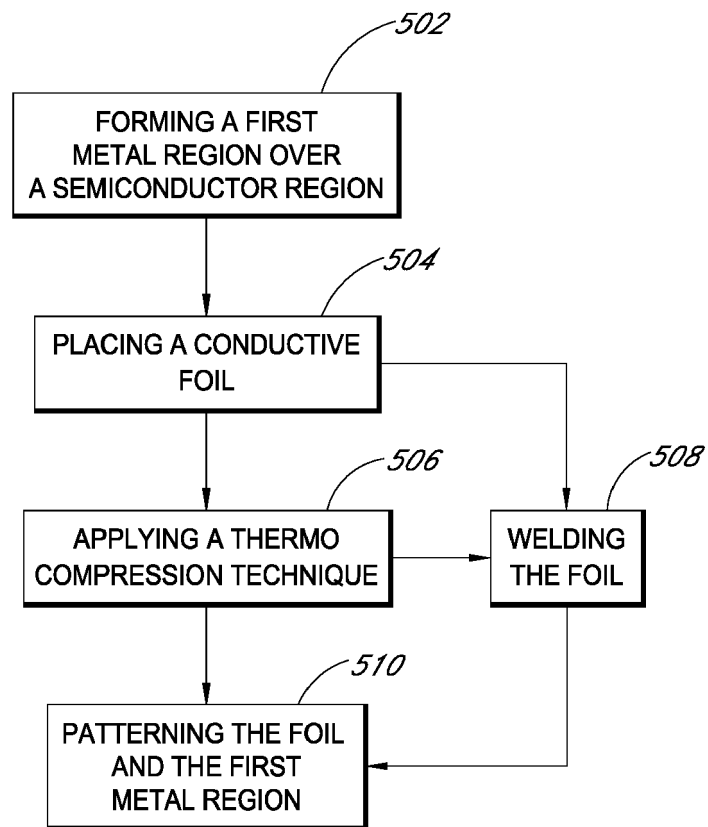 502
FORMING A FIRST
METAL REGION OVER
A SEMICONDUCTOR REGION
504
PLACING A CONDUCTIVE
FOIL
506
APPLYING A THERMO
COMPRESSION TECHNIQUE
508
WELDING
THE FOIL
510
PATTERNING THE FOIL
AND THE FIRST
METAL REGION